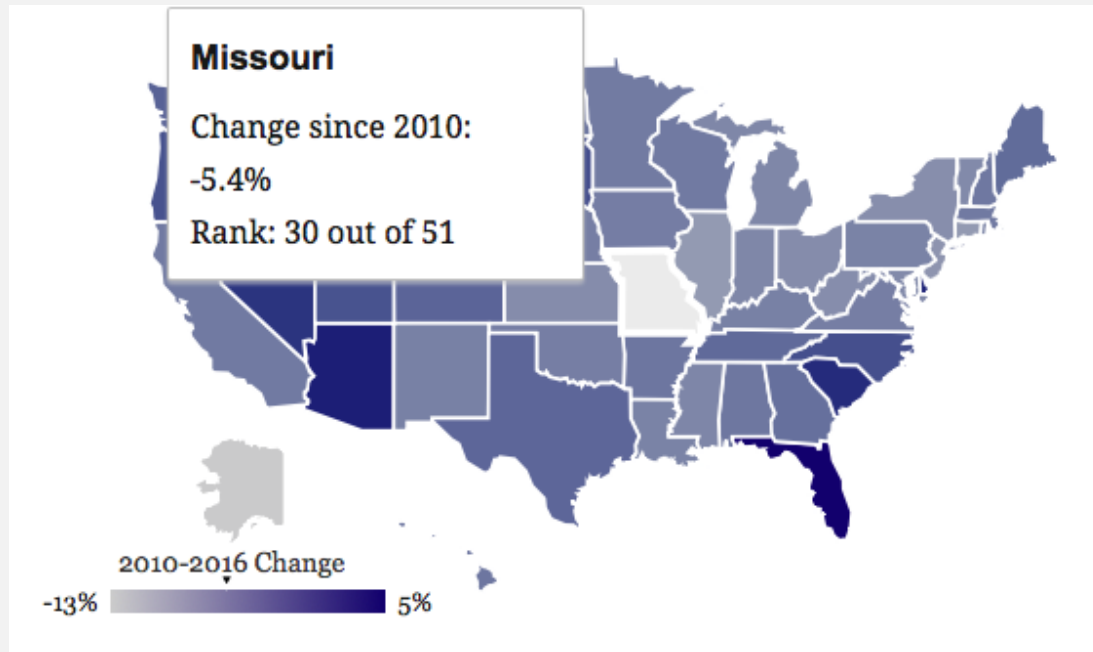 Missouri
Change since 2010:
-5.4%
Rank: 30 out of 51
2010-2016 Change
-13%
5%